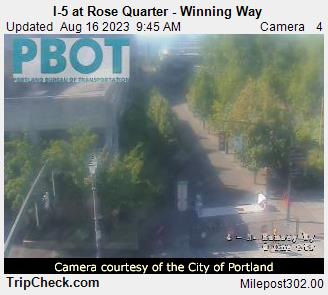 I-5 at Rose Quarter - Winning Way
Updated Aug 16 2023 9:45 AM Camera 4
PBOT
PORTLAND BUREAU OF TRANSPORTATION
4 - N.
Camera courtesy of the City of Portland
TripCheck.com Milepost302.00